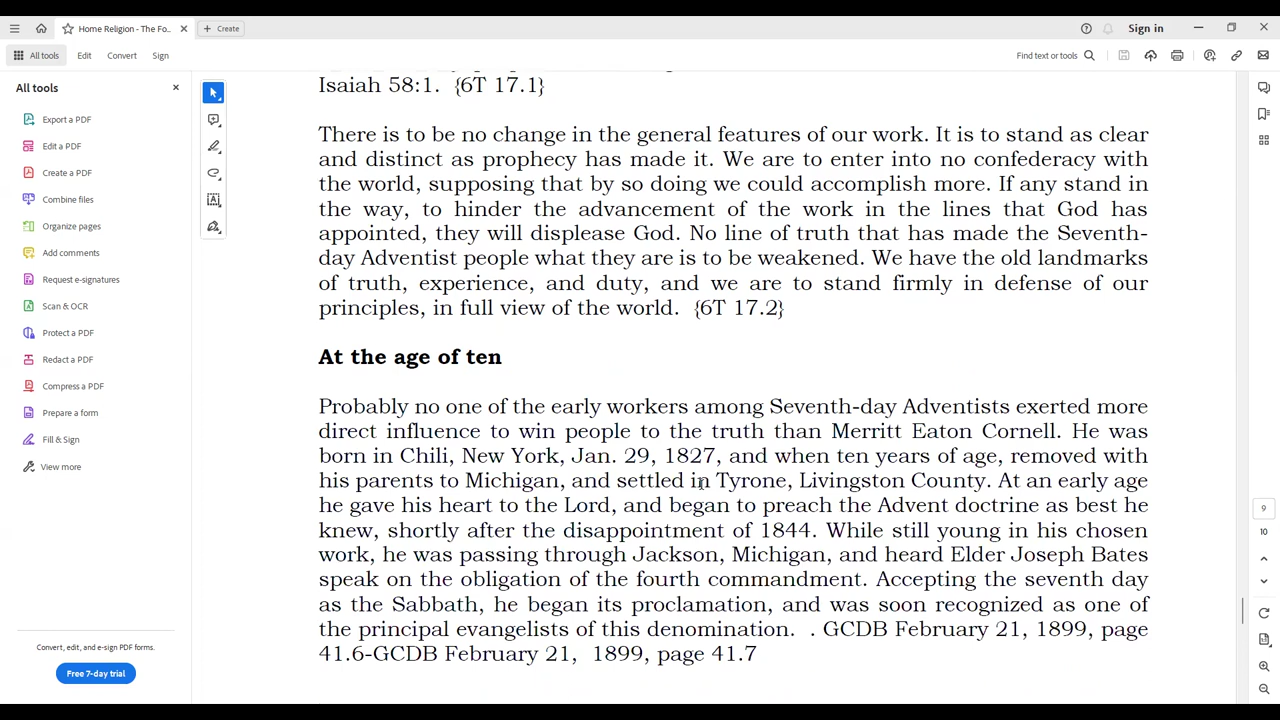 Home Religion - The Fo..
Create
Sign in
All tools
Edit
Convert
Sign
Find text or tools
All tools
Export a PDF
Edit a PDF
Create a PDF
Combine files
Organize pages
Add comments
Request e-signatures
Scan & OCR
Protect a PDF
Redact a PDF
Compress a PDF
Prepare a form
Fill & Sign
View more
Convert, edit, and e-sign PDF forms.
Free 7-day trial
Isaiah 58:1.  {6T 17.1}
There is to be no change in the general features of our work. It is to stand as clear
and distinct as prophecy has made it. We are to enter into no confederacy with
the world, supposing that by so doing we could accomplish more. If any stand in
the way, to hinder the advancement of the work in the lines that God has
appointed, they will displease God. No line of truth that has made the Seventh-
day Adventist people what they are is to be weakened. We have the old landmarks
of truth, experience, and duty, and we are to stand firmly in defense of our
principles, in full view of the world.  {6T 17.2}
At the age of ten
Probably no one of the early workers among Seventh-day Adventists exerted more
direct influence to win people to the truth than Merritt Eaton Cornell. He was
born in Chili, New York, Jan. 29, 1827, and when ten years of age, removed with
his parents to Michigan, and settled in Tyrone, Livingston County. At an early age
he gave his heart to the Lord, and began to preach the Advent doctrine as best he
knew, shortly after the disappointment of 1844. While still young in his chosen
work, he was passing through Jackson, Michigan, and heard Elder Joseph Bates
speak on the obligation of the fourth commandment. Accepting the seventh day
as the Sabbath, he began its proclamation, and was soon recognized as one of
the principal evangelists of this denomination.  . GCDB February 21, 1899, page
41.6-GCDB February 21,  1899, page 41.7
9
10